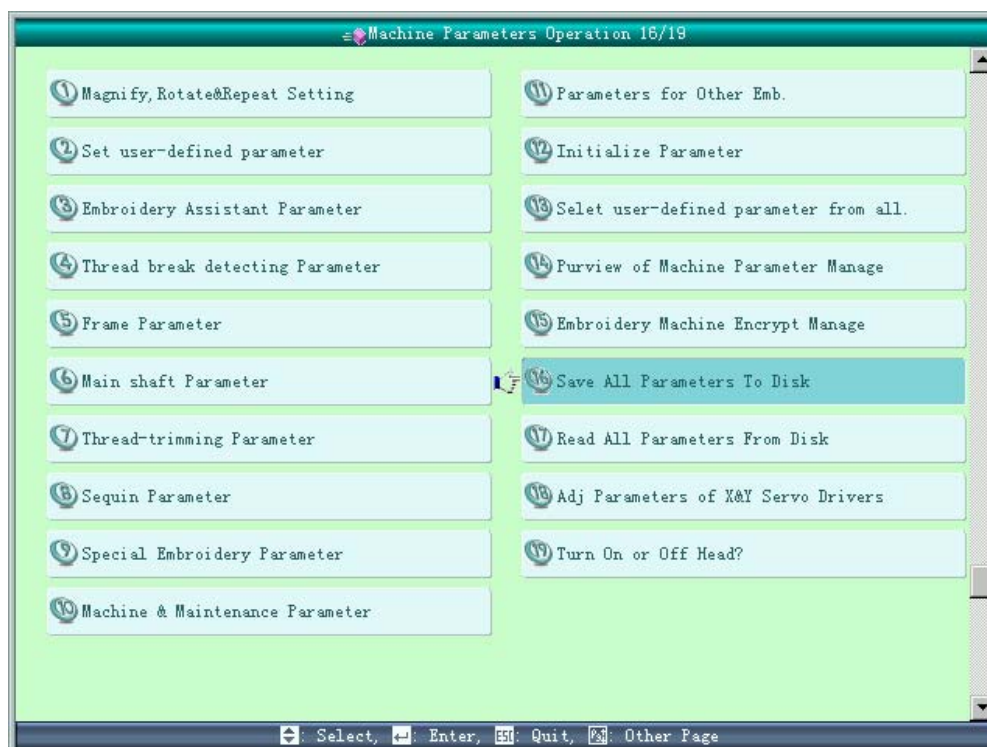 Machine Parameters Operation 16/19
1 Magnify,Rotate&Repeat Setting
2 Set user-defined parameter
3 Embroidery Assistant Parameter
4 Thread break detecting Parameter
5 Frame Parameter
6 Main shaft Parameter
7 Thread-trimming Parameter
8 Sequin Parameter
9 Special Embroidery Parameter
10 Machine & Maintenance Parameter
11 Parameters for Other Emb.
12 Initialize Parameter
13 Selet user-defined parameter from all.
14 Purview of Machine Parameter Manage
15 Embroidery Machine Encrypt Manage
16 Save All Parameters To Disk
17 Read All Parameters From Disk
18 Adj Parameters of X&Y Servo Drivers
19 Turn On or Off Head?
: Select, : Enter, ESC: Quit, : Other Page